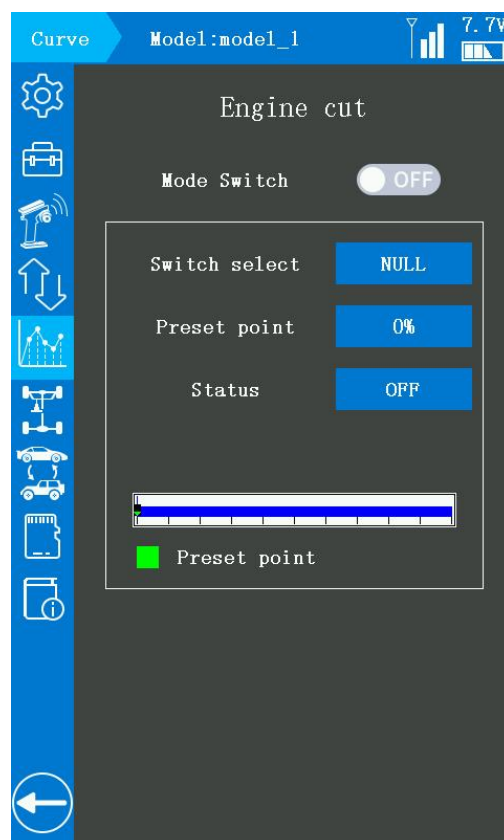 Curve
Model:model_1
7.7V
Engine cut
Mode Switch OFF
Switch select NULL
Preset point 0%
Status OFF
Preset point